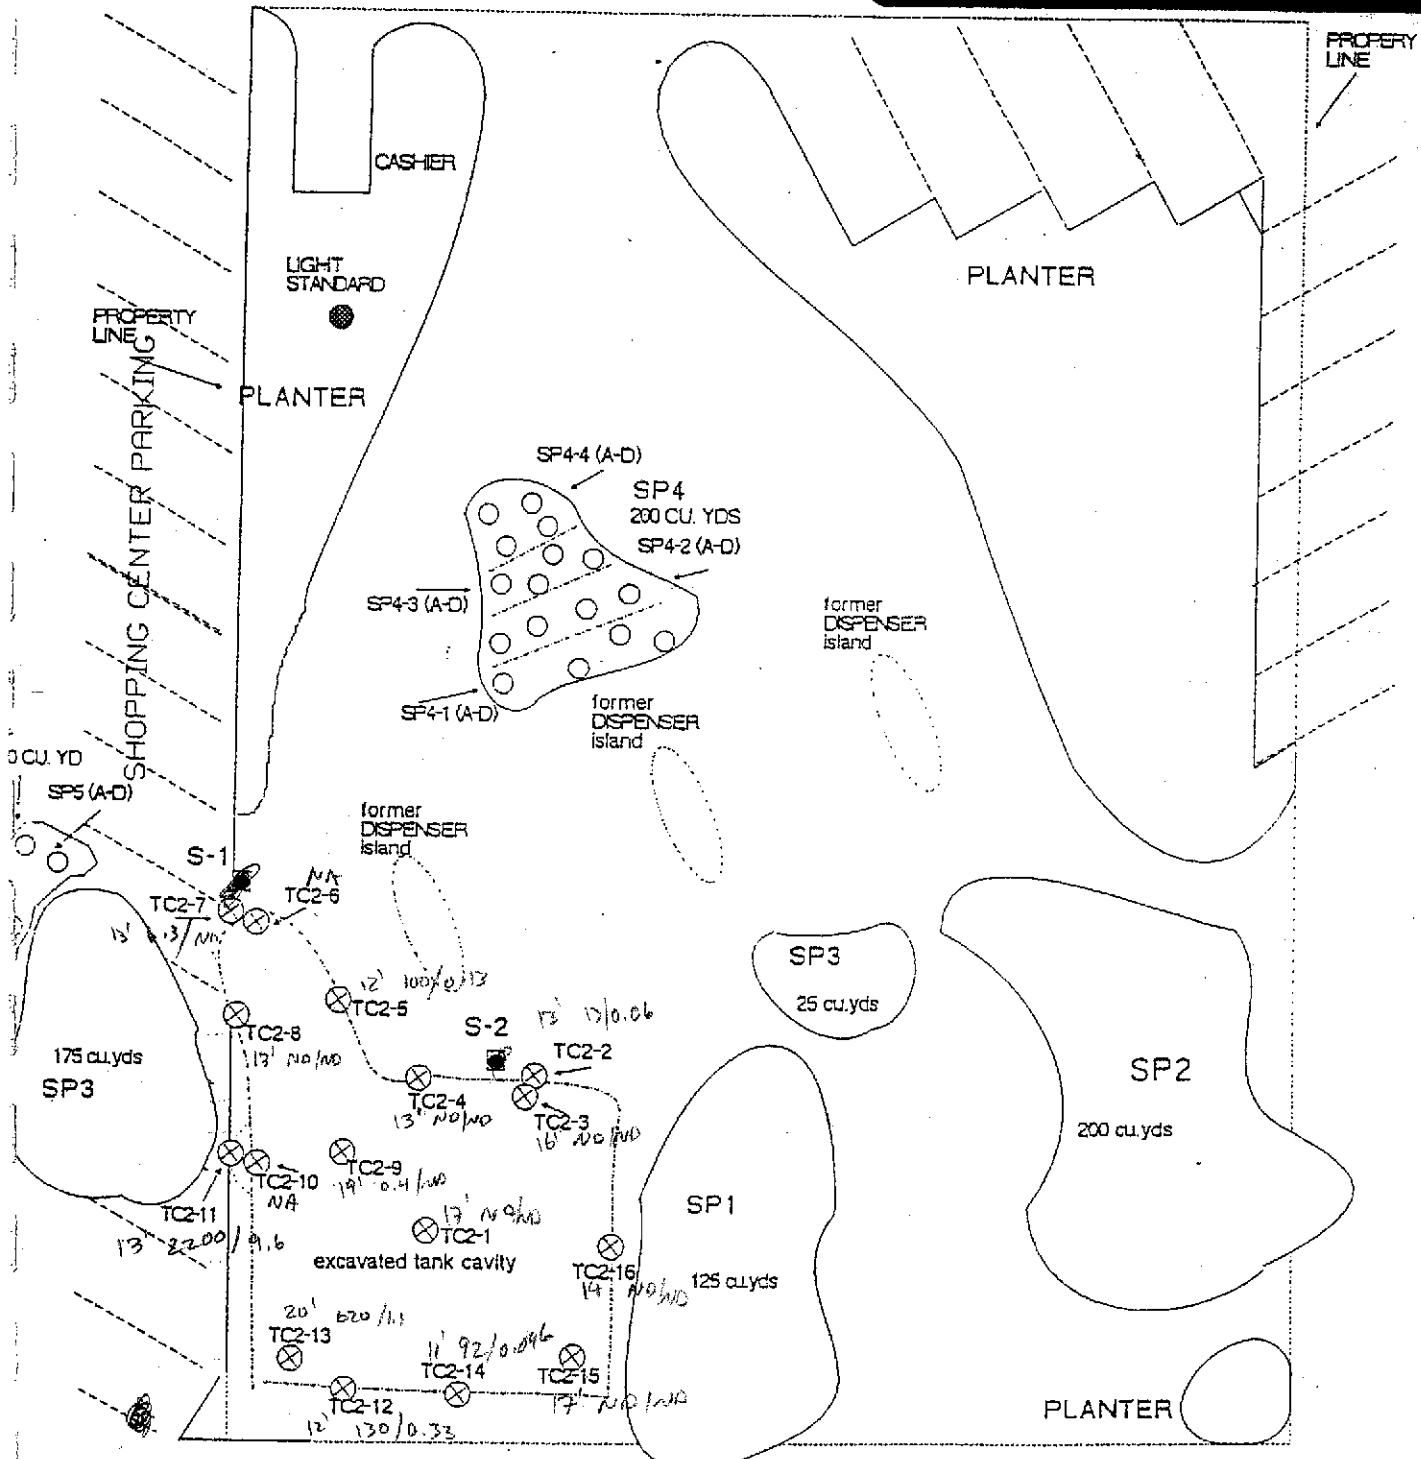 PROPERY
LINE
CASHIER
LIGHT
STANDARD
PLANTER
PROPERTY
LINE
SHOPPING CENTER PARKING
PLANTER
SP4-4 (A-D)
SP4
200 CU. YDS
SP4-2 (A-D)
SP4-3 (A-D)
SP4-1 (A-D)
former
DISPENSER
island
former
DISPENSER
island
former
DISPENSER
island
0 CU. YD
SP5 (A-D)
S-1
NA
TC2-6
TC2-7
13'
12' 100/0.13
TC2-5
S-2
13' 13/0.06
TC2-2
TC2-8
13' ND/ND
TC2-4
13' ND/ND
TC2-3
16' ND/ND
SP3
25 cu.yds
175 cu.yds
SP3
SP2
200 cu.yds
TC2-10
NA
TC2-9
19' 0.4/ND
TC2-11
13' 2200/9.6
17' ND/ND
TC2-1
excavated tank cavity
SP1
125 cu.yds
TC2-16
14' ND/ND
20' 620/1.1
TC2-13
11' 92/0.046
TC2-14
TC2-15
17' ND/ND
TC2-12
12' 130/0.33
PLANTER